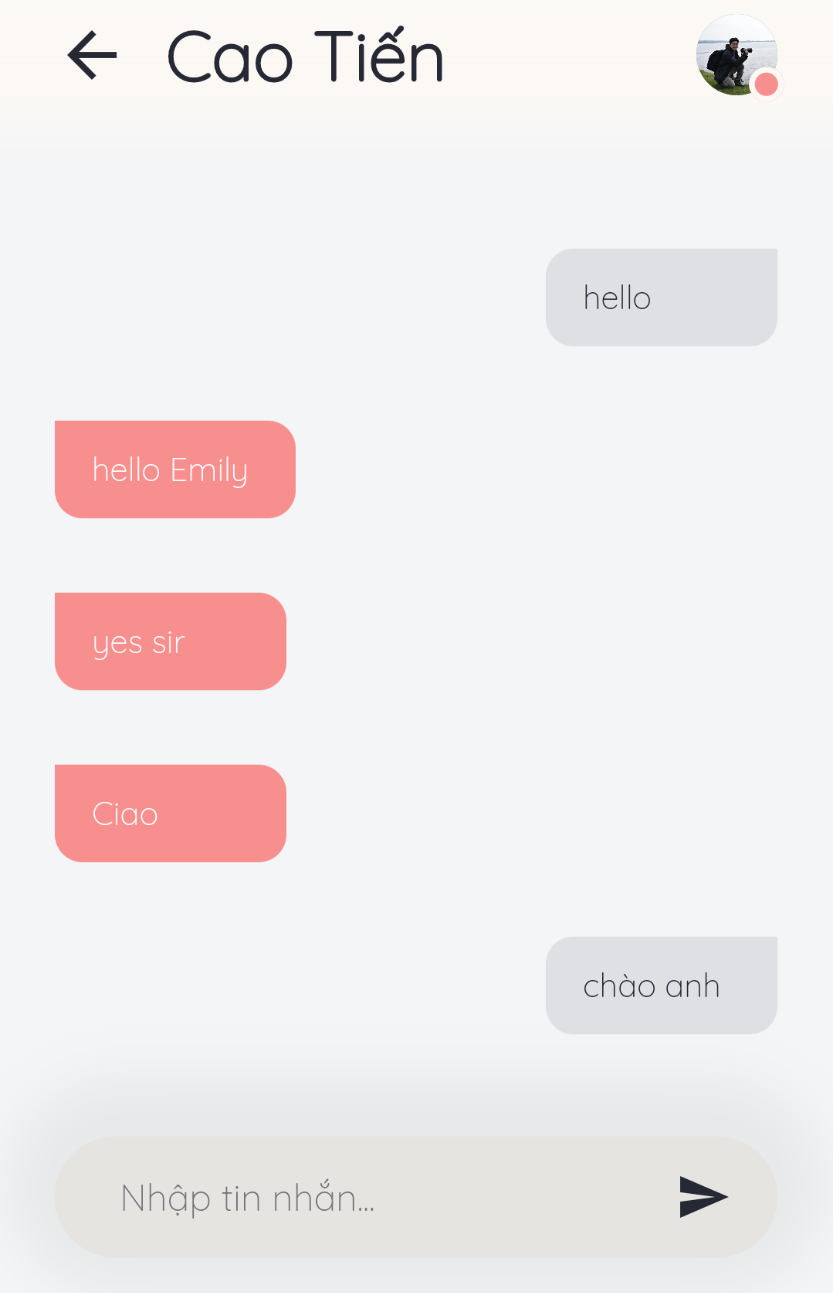 Cao Tiến
hello
hello Emily
yes sir
Ciao
chào anh
Nhập tin nhắn...